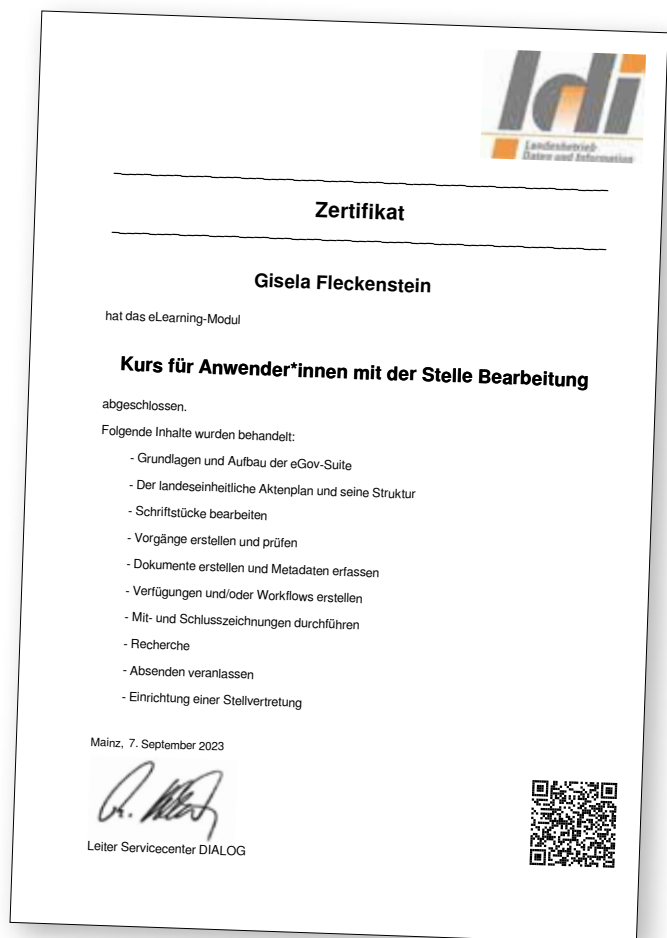 ldi
Landesbetrieb
Daten und Information
Zertifikat
Gisela Fleckenstein
hat das eLearning-Modul
Kurs für Anwender*innen mit der Stelle Bearbeitung
abgeschlossen.
Folgende Inhalte wurden behandelt:
- Grundlagen und Aufbau der eGov-Suite
- Der landeseinheitliche Aktenplan und seine Struktur
- Schriftstücke bearbeiten
- Vorgänge erstellen und prüfen
- Dokumente erstellen und Metadaten erfassen
- Verfügungen und/oder Workflows erstellen
- Mit- und Schlusszeichnungen durchführen
- Recherche
- Absenden veranlassen
- Einrichtung einer Stellvertretung
Mainz, 7. September 2023
Leiter Servicecenter DIALOG